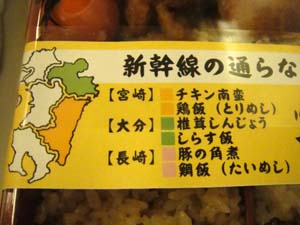 新幹線の通らな
【宮崎】 チキン南蛮
鶏飯（とりめし）
【大分】 椎茸しんじょう
しらす飯
【長崎】 豚の角煮
鯛飯（たいめし）